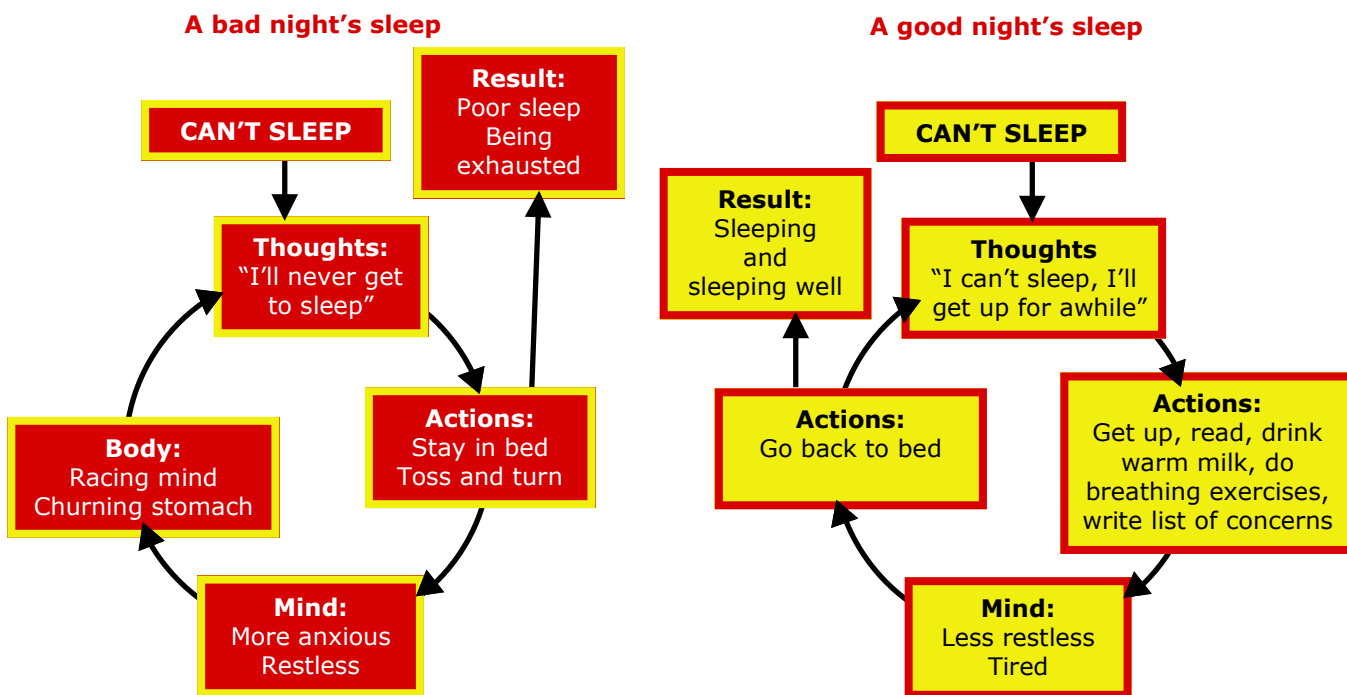 A bad night's sleep
CAN'T SLEEP
Result:
Poor sleep
Being
exhausted
Thoughts:
“I'll never get
to sleep”
Actions:
Stay in bed
Toss and turn
Mind:
More anxious
Restless
Body:
Racing mind
Churning stomach
A good night's sleep
CAN'T SLEEP
Result:
Sleeping
and
sleeping well
Thoughts
“I can't sleep, I'll
get up for awhile”
Actions:
Get up, read, drink
warm milk, do
breathing exercises,
write list of concerns
Mind:
Less restless
Tired
Actions:
Go back to bed